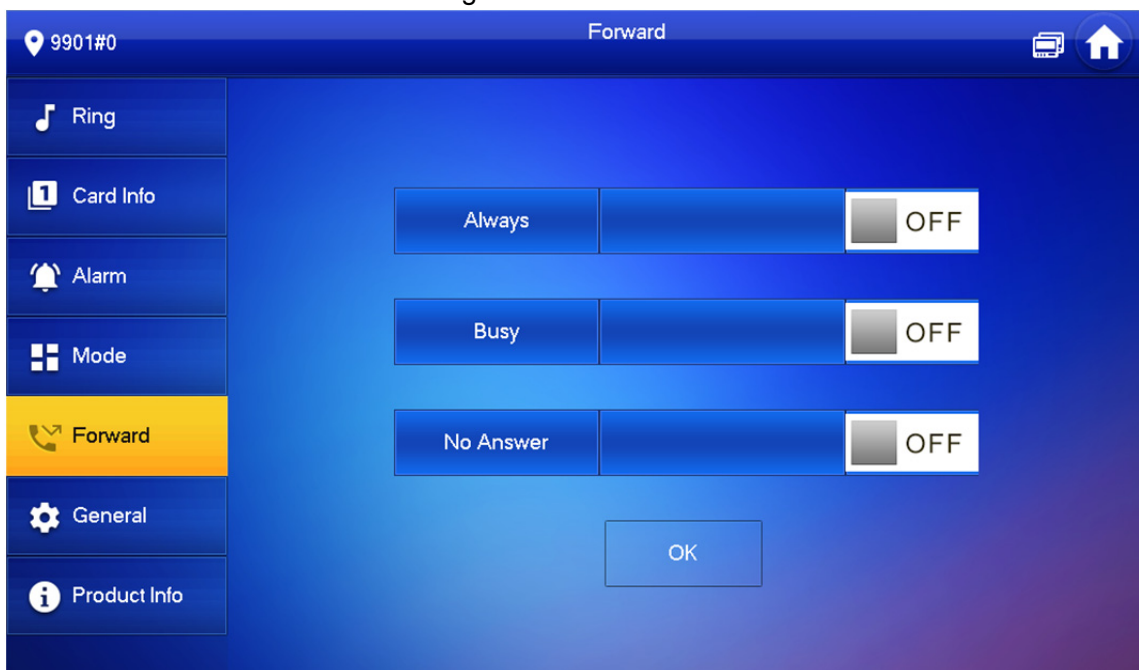 9901#0
Forward
Ring
1
Card Info
Alarm
Mode
Forward
General
i
Product Info
Always
OFF
Busy
OFF
No Answer
OFF
OK